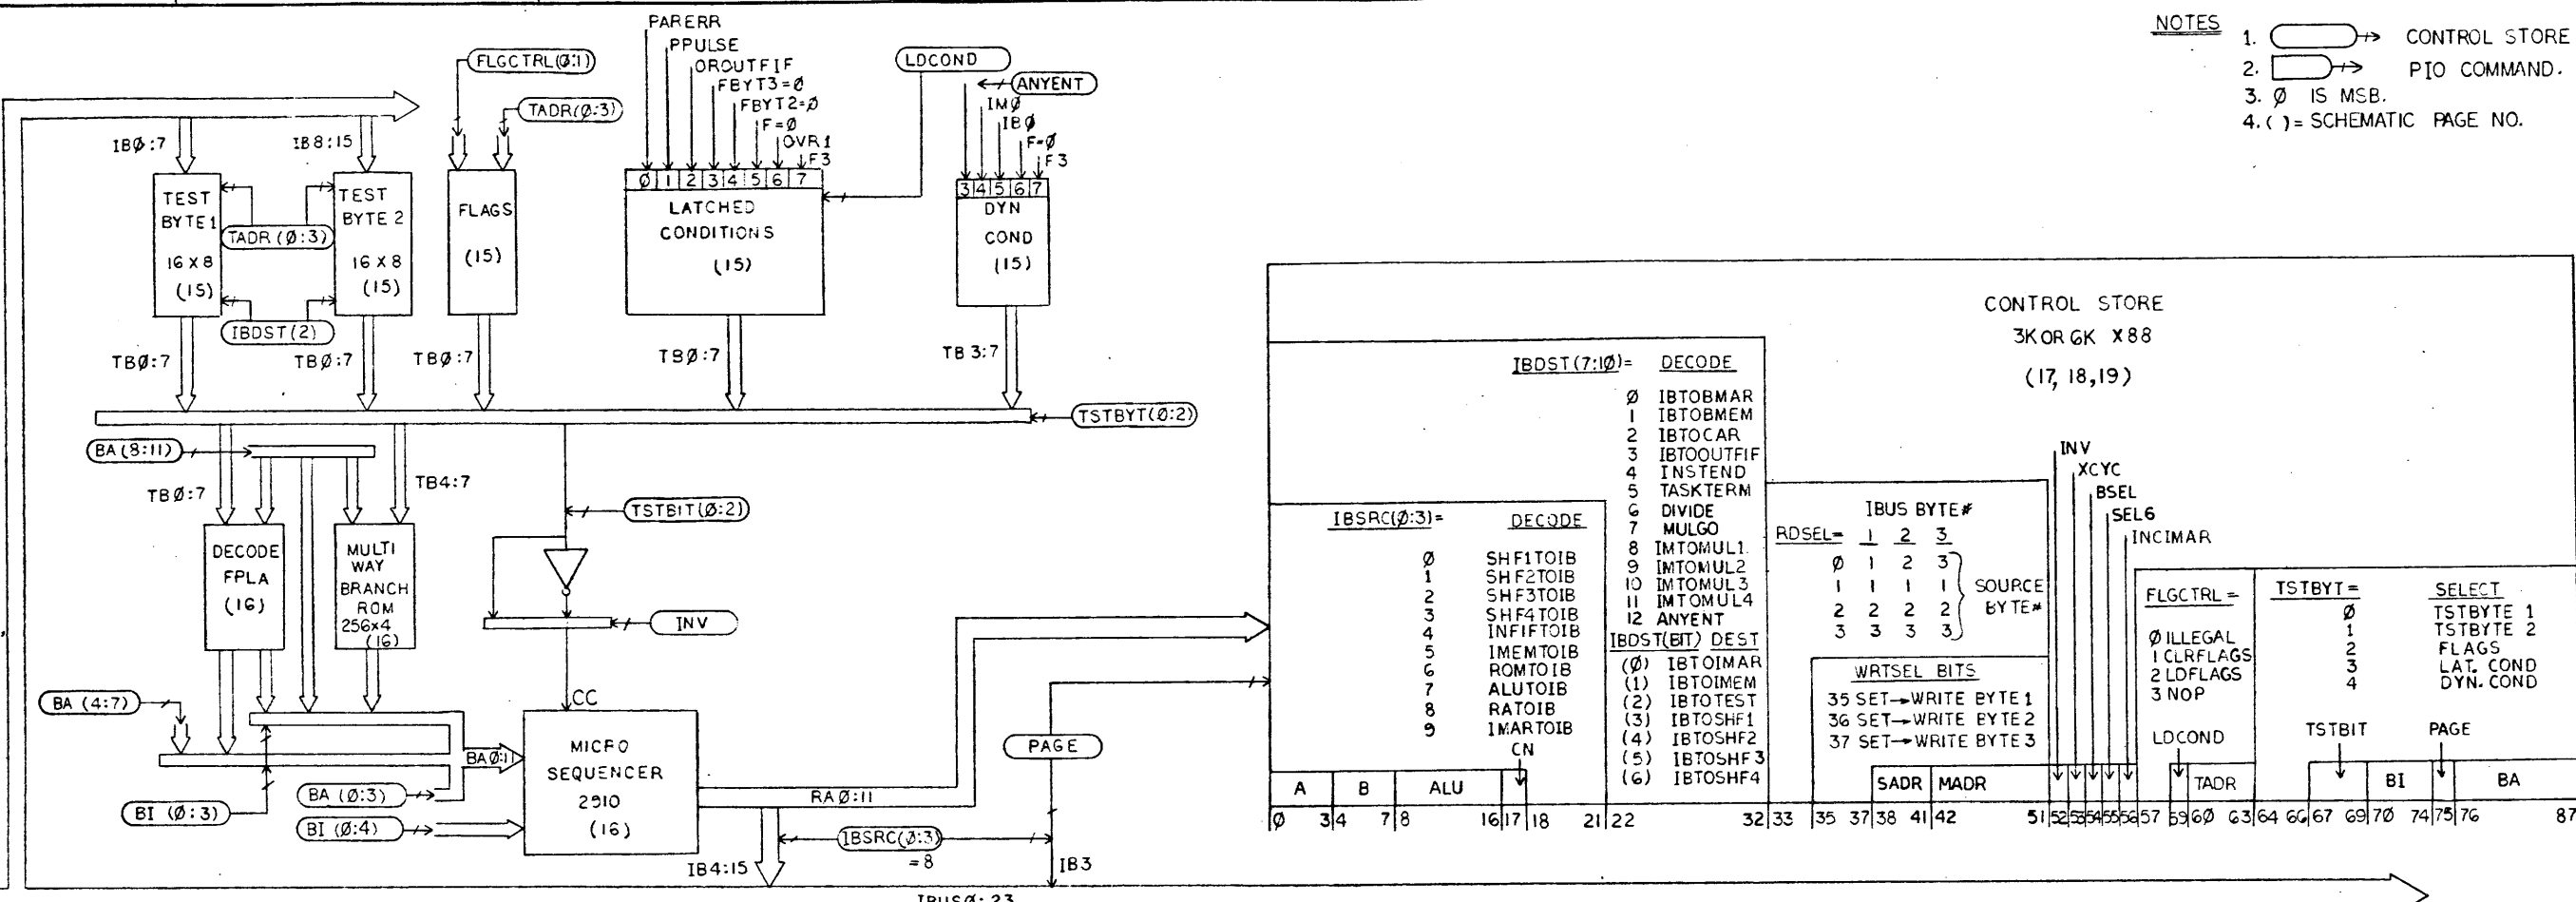 PARERR
PPULSE
OROUTFIF
FBYT3=Ø
FBYT2=Ø
F=Ø
OVR1
F3
FLGCTRL(Ø:1)
TADR(Ø:3)
LDCOND
ANYENT
IMØ
IBØ
F=Ø
F3
NOTES
1. CONTROL STORE
2. PIO COMMAND.
3. Ø IS MSB.
4. ( )= SCHEMATIC PAGE NO.
IBØ:7
IB8:15
TEST
BYTE 1
16 X 8
(15)
TADR (Ø:3)
IBDST(2)
TEST
BYTE 2
16 X 8
(15)
FLAGS
(15)
Ø 1 2 3 4 5 6 7
LATCHED
CONDITIONS
(15)
3 4 5 6 7
DYN
COND
(15)
TBØ:7
TBØ:7
TBØ:7
TBØ:7
TB 3:7
TSTBYT(Ø:2)
BA(8:11)
TBØ:7
TB4:7
TSTBIT(Ø:2)
DECODE
FPLA
(16)
MULTI
WAY
BRANCH
ROM
256x4
(16)
INV
CC
BA (4:7)
BAØ:11
BA (Ø:3)
BI (Ø:3)
BI (Ø:4)
MICRO
SEQUENCER
2910
(16)
RAØ:11
IBSRC(Ø:3)
=8
PAGE
IB4:15
IB3
IBUSØ:23
CONTROL STORE
3K OR 6K X88
(17, 18, 19)
IBSRC(Ø:3)= DECODE
Ø SHF1TOIB
1 SHF2TOIB
2 SHF3TOIB
3 SHF4TOIB
4 INFIFTOIB
5 IMEMTOIB
6 ROMTOIB
7 ALUTOIB
8 RATOIB
9 IMARTOIB
CN
IBDST(7:1Ø)= DECODE
Ø IBTOBMAR
1 IBTOBMEM
2 IBTOCAR
3 IBTOOUTFIF
4 INSTEND
5 TASKTERM
6 DIVIDE
7 MULGO
8 IMTOMUL1
9 IMTOMUL2
10 IMTOMUL3
11 IMTOMUL4
12 ANYENT
IBDST(BIT) DEST
(Ø) IBTOIMAR
(1) IBTOIMEM
(2) IBTOTEST
(3) IBTOSHF1
(4) IBTOSHF2
(5) IBTOSHF3
(6) IBTOSHF4
IBUS BYTE#
RDSEL= 1 2 3
Ø 1 2 3
1 1 1 1
2 2 2 2
3 3 3 3
SOURCE
BYTE#
WRTSEL BITS
35 SET→WRITE BYTE 1
36 SET→WRITE BYTE 2
37 SET→WRITE BYTE 3
INV
XCYC
BSEL
SEL6
INCIMAR
FLGCTRL =
Ø ILLEGAL
1 CLRFLAGS
2 LDFLAGS
3 NOP
LDCOND
TSTBYT= SELECT
Ø TSTBYTE 1
1 TSTBYTE 2
2 FLAGS
3 LAT. COND
4 DYN. COND
TSTBIT
PAGE
A B ALU SADR MADR TADR BI BA
Ø 3 4 7 8 16 17 18 21 22 32 33 35 37 38 41 42 51 52 53 54 55 56 57 59 60 63 64 66 67 69 70 74 75 76 87